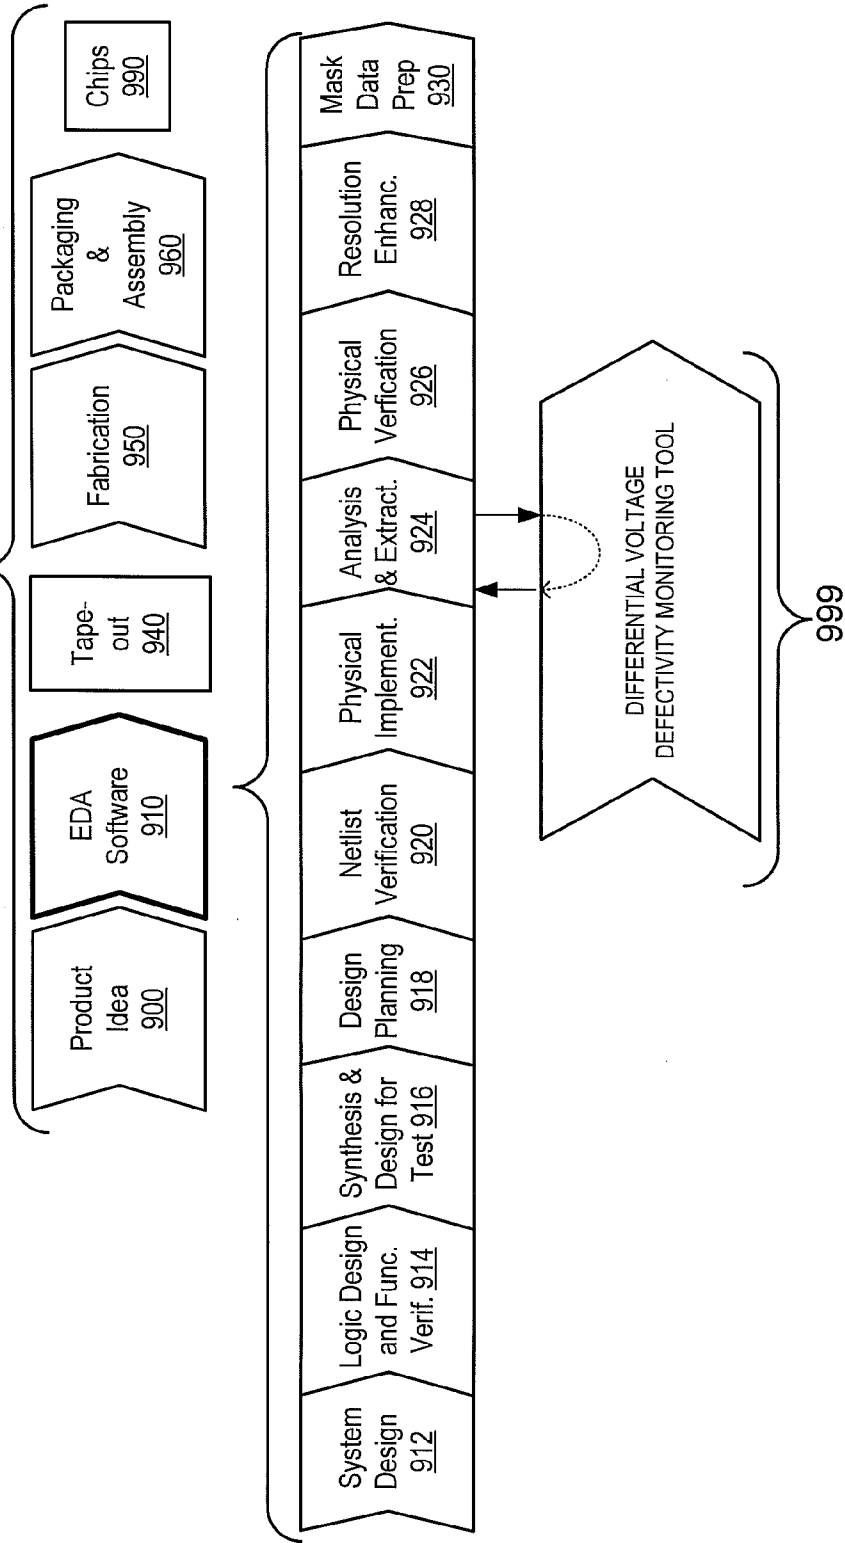 Product
Idea
900
EDA
Software
910
Tape-
out
940
Fabrication
950
Packaging
&
Assembly
960
Chips
990
System
Design
912
Logic Design
and Func.
Verif. 914
Synthesis &
Design for
Test 916
Design
Planning
918
Netlist
Verification
920
Physical
Implement.
922
Analysis
& Extract.
924
Physical
Verfication
926
Resolution
Enhanc.
928
Mask
Data
Prep
930
DIFFERENTIAL VOLTAGE
DEFECTIVITY MONITORING TOOL
999